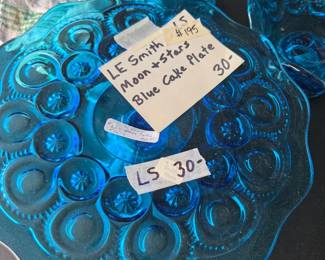 LS
#195
LE Smith
Moon & Stars
Blue Cake Plate
30-
LS 30-